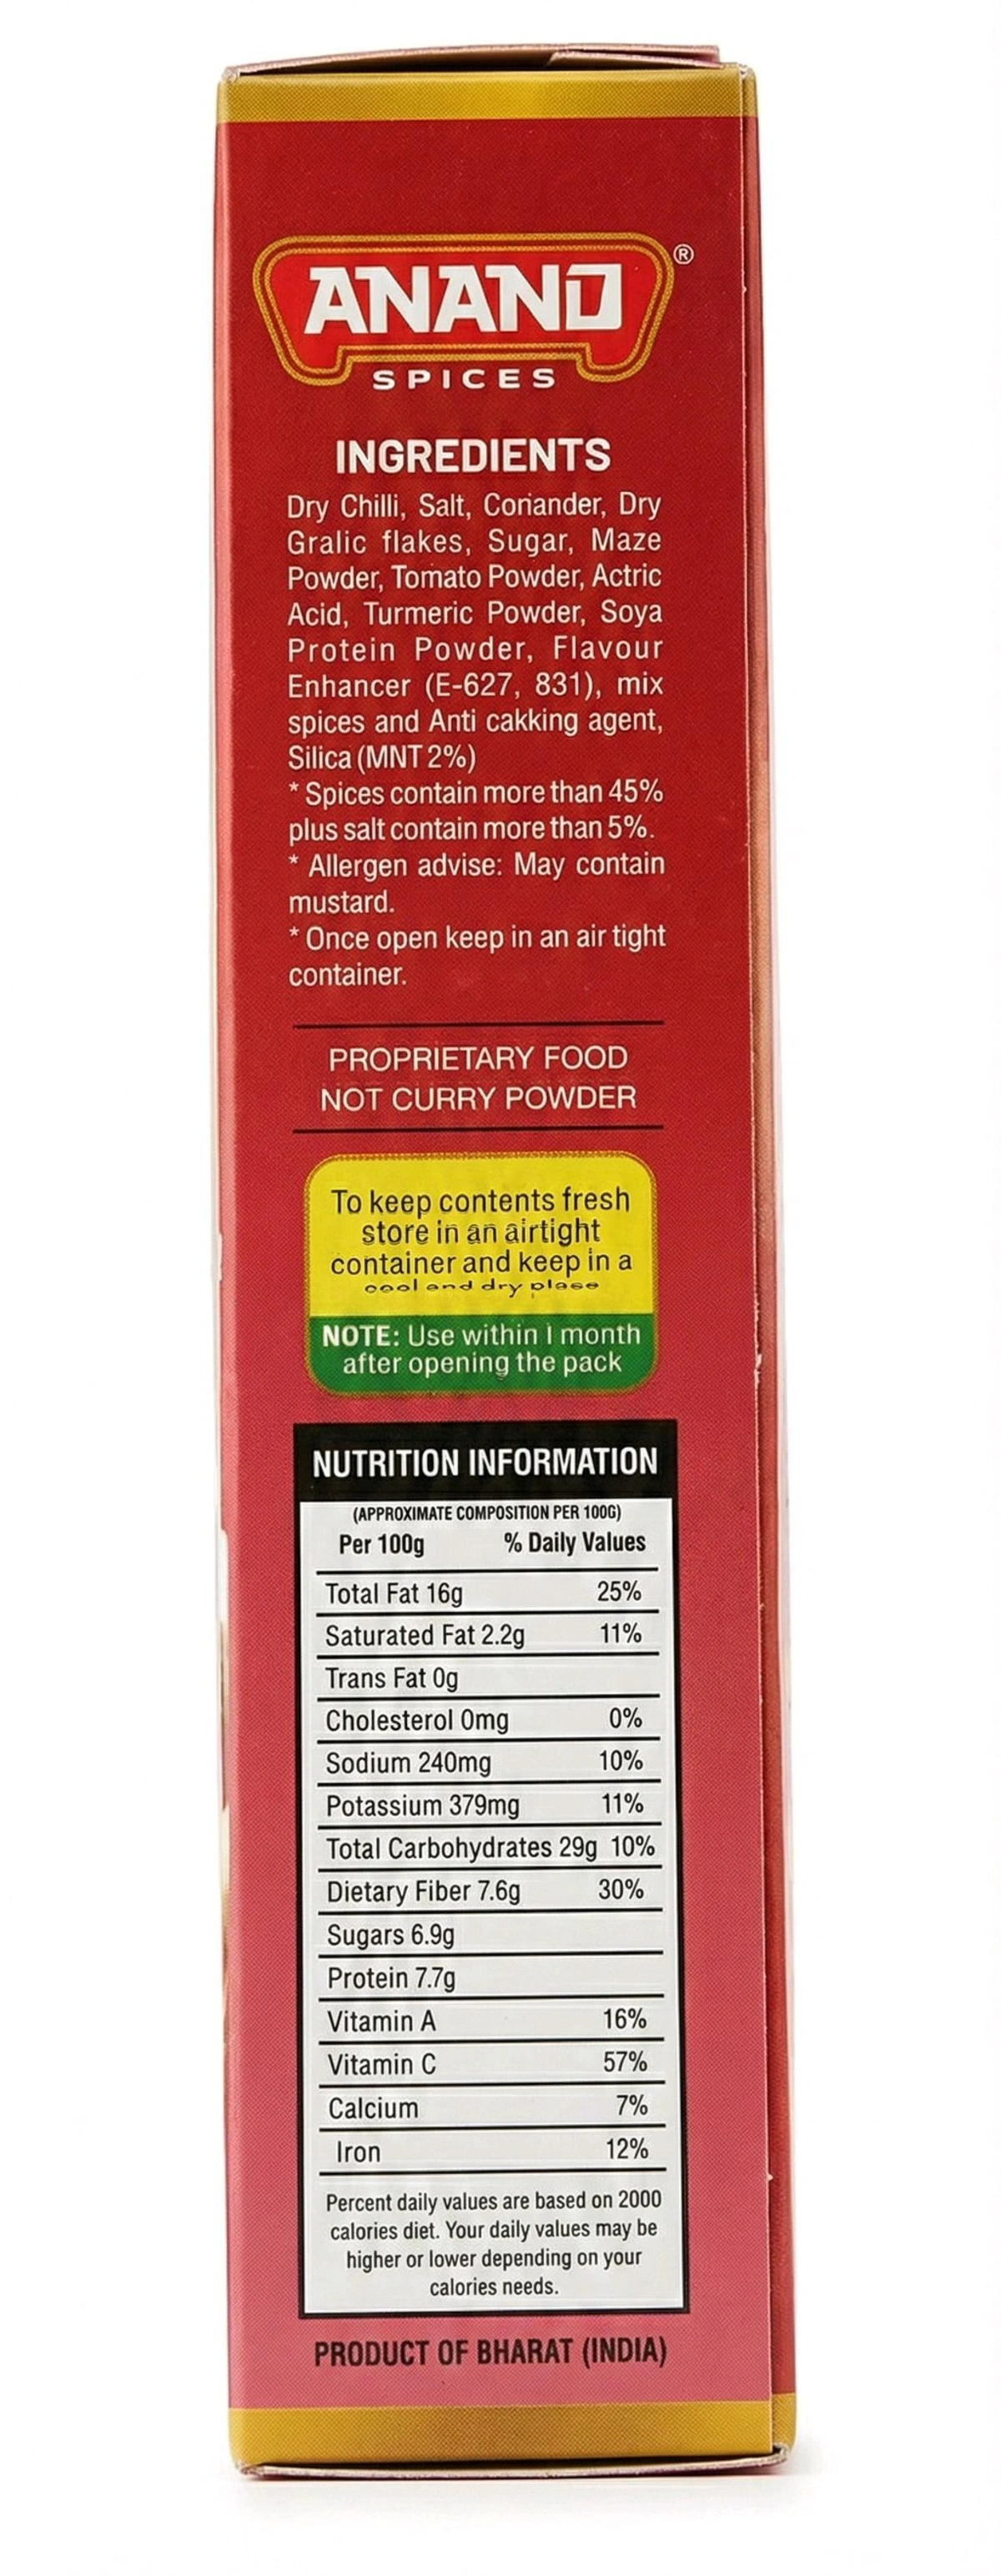 ANAND ®
SPICES
INGREDIENTS
Dry Chilli, Salt, Coriander, Dry
Gralic flakes, Sugar, Maze
Powder, Tomato Powder, Actric
Acid, Turmeric Powder, Soya
Protein Powder, Flavour
Enhancer (E-627, 831), mix
spices and Anti cakking agent,
Silica (MNT 2%)
* Spices contain more than 45%
plus salt contain more than 5%.
* Allergen advise: May contain
mustard.
* Once open keep in an air tight
container.
PROPRIETARY FOOD
NOT CURRY POWDER
To keep contents fresh
store in an airtight
container and keep in a
cool and dry plase
NOTE: Use within 1 month
after opening the pack
NUTRITION INFORMATION
(APPROXIMATE COMPOSITION PER 100G)
Per 100g % Daily Values
Total Fat 16g 25%
Saturated Fat 2.2g 11%
Trans Fat 0g
Cholesterol 0mg 0%
Sodium 240mg 10%
Potassium 379mg 11%
Total Carbohydrates 29g 10%
Dietary Fiber 7.6g 30%
Sugars 6.9g
Protein 7.7g
Vitamin A 16%
Vitamin C 57%
Calcium 7%
Iron 12%
Percent daily values are based on 2000
calories diet. Your daily values may be
higher or lower depending on your
calories needs.
PRODUCT OF BHARAT (INDIA)